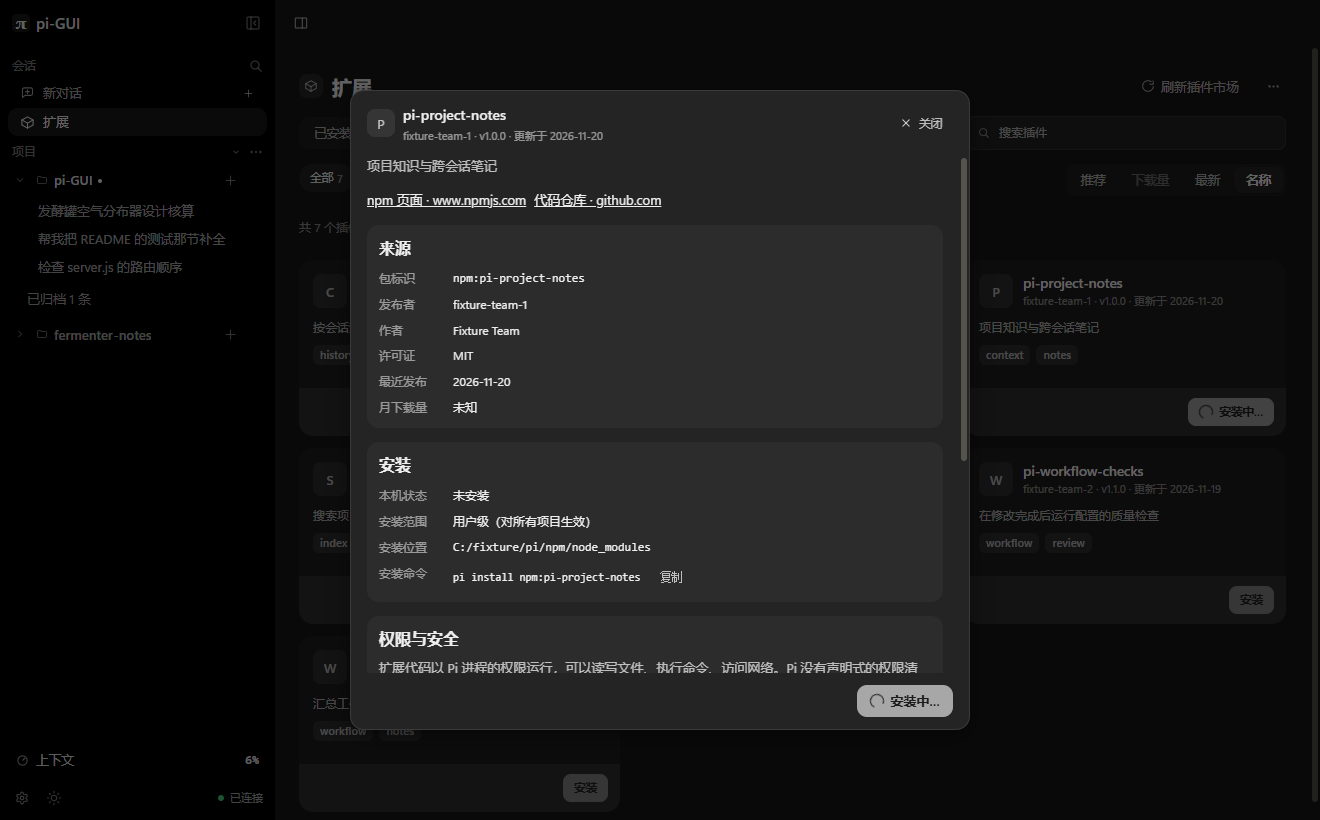 π pi-GUI
会话
新对话
扩展
项目
pi-GUI •
发酵罐空气分布器设计核算
帮我把 README 的测试那节补全
检查 server.js 的路由顺序
已归档 1 条
fermenter-notes
上下文 6%
已连接
扩展
刷新插件市场
已安装
搜索插件
全部 7
推荐 下载量 最新 名称
共 7 个插
C
按会话
history
S
搜索项
index
W
汇总工
workflow notes
安装
P
pi-project-notes
fixture-team-1 · v1.0.0 · 更新于 2026-11-20
项目知识与跨会话笔记
context notes
安装中...
W
pi-workflow-checks
fixture-team-2 · v1.1.0 · 更新于 2026-11-19
在修改完成后运行配置的质量检查
workflow review
安装
P
pi-project-notes
fixture-team-1 · v1.0.0 · 更新于 2026-11-20
× 关闭
项目知识与跨会话笔记
npm 页面 · www.npmjs.com 代码仓库 · github.com
来源
包标识 npm:pi-project-notes
发布者 fixture-team-1
作者 Fixture Team
许可证 MIT
最近发布 2026-11-20
月下载量 未知
安装
本机状态 未安装
安装范围 用户级（对所有项目生效）
安装位置 C:/fixture/pi/npm/node_modules
安装命令 pi install npm:pi-project-notes 复制
权限与安全
扩展代码以 Pi 进程的权限运行，可以读写文件、执行命令、访问网络。Pi 没有声明式的权限清
安装中...